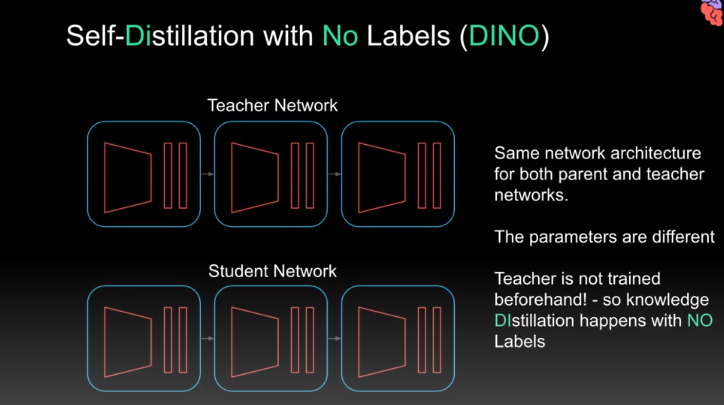 Self-Distillation with No Labels (DINO)
Teacher Network
Same network architecture
for both parent and teacher
networks.
The parameters are different
Student Network
Teacher is not trained
beforehand! - so knowledge
DIstillation happens with NO
Labels